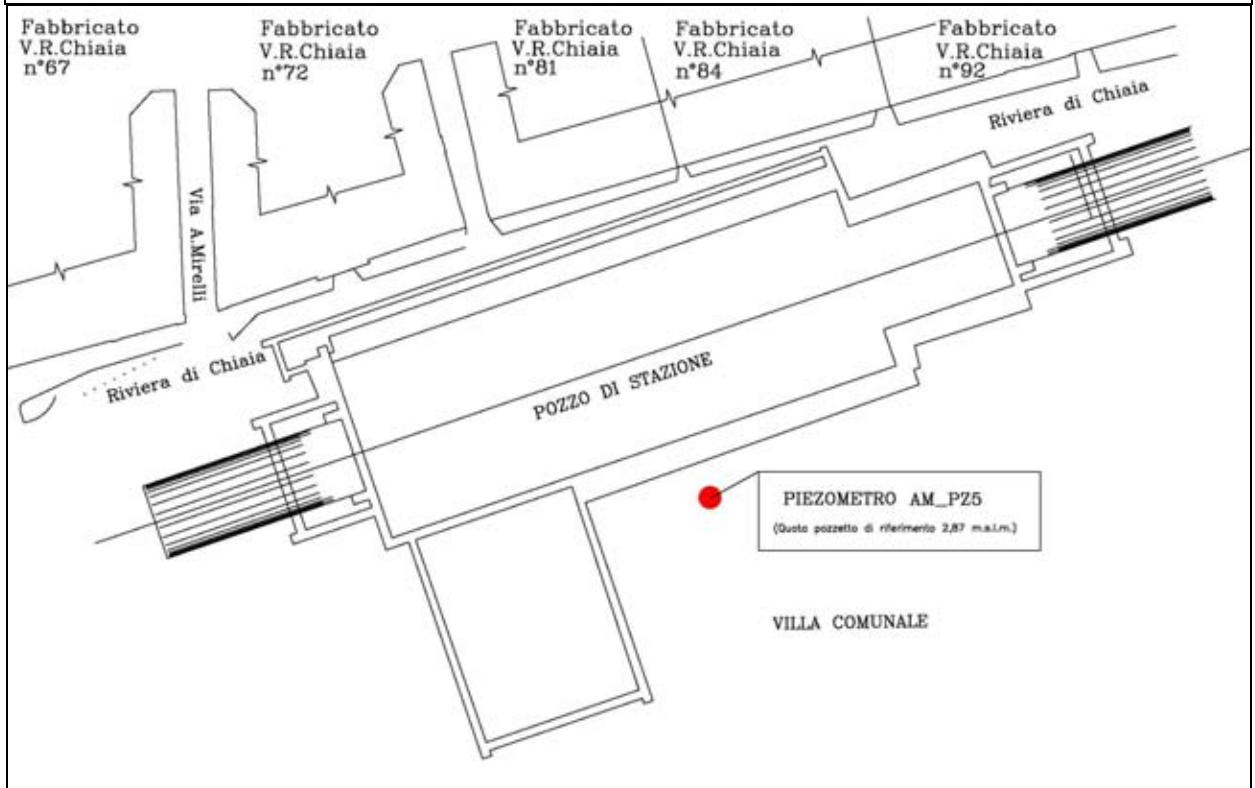 Fabbricato
V.R.Chiaia
n°67
Fabbricato
V.R.Chiaia
n°72
Fabbricato
V.R.Chiaia
n°81
Fabbricato
V.R.Chiaia
n°84
Fabbricato
V.R.Chiaia
n°92
Riviera di Chiaia
Via A.Mirelli
Riviera di Chiaia
POZZO DI STAZIONE
PIEZOMETRO AM_PZ5
(Quota pozzetto di riferimento 2,87 m.s.l.m.)
VILLA COMUNALE